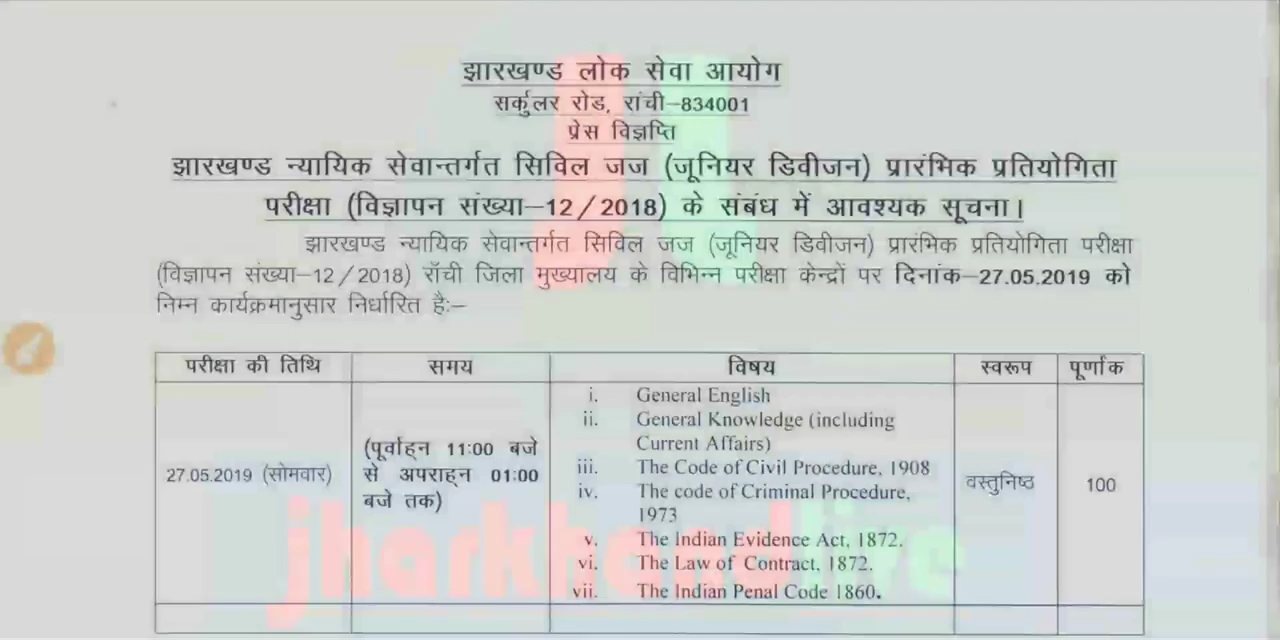 झारखण्ड लोक सेवा आयोग
सर्कुलर रोड, रांची–834001
प्रेस विज्ञप्ति
झारखण्ड न्यायिक सेवान्तर्गत सिविल जज (जूनियर डिवीजन) प्रारंभिक प्रतियोगिता
परीक्षा (विज्ञापन संख्या–12/2018) के संबंध में आवश्यक सूचना।
झारखण्ड न्यायिक सेवान्तर्गत सिविल जज (जूनियर डिवीजन) प्रारंभिक प्रतियोगिता परीक्षा
(विज्ञापन संख्या–12/2018) राँची जिला मुख्यालय के विभिन्न परीक्षा केन्द्रों पर दिनांक–27.05.2019 को
निम्न कार्यक्रमानुसार निर्धारित है:–
परीक्षा की तिथि समय विषय स्वरूप पूर्णांक
27.05.2019 (सोमवार)
(पूर्वाह्न 11:00 बजे
से अपराह्न 01:00
बजे तक)
i. General English
ii. General Knowledge (including
Current Affairs)
iii. The Code of Civil Procedure, 1908
iv. The code of Criminal Procedure,
1973
v. The Indian Evidence Act, 1872.
vi. The Law of Contract, 1872.
vii. The Indian Penal Code 1860.
वस्तुनिष्ठ
100
jharkhand live